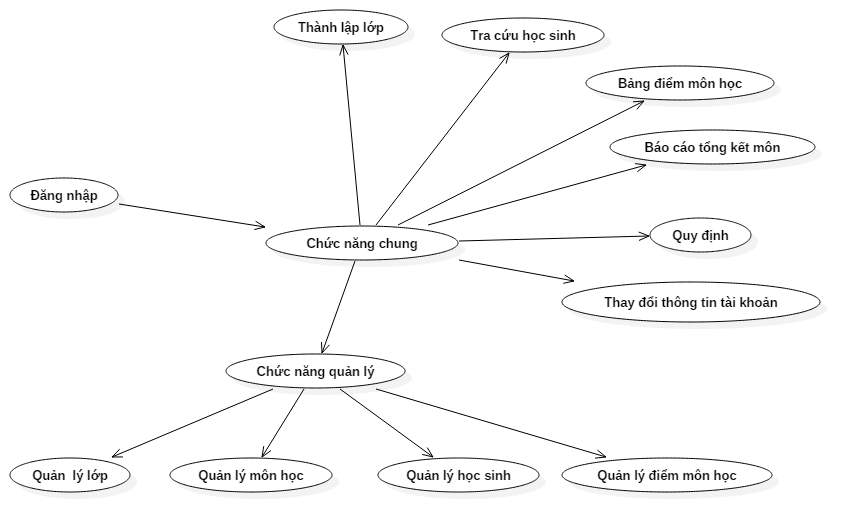 Thành lập lớp
Tra cứu học sinh
Bảng điểm môn học
Báo cáo tổng kết môn
Đăng nhập
Quy định
Chức năng chung
Thay đổi thông tin tài khoản
Chức năng quản lý
Quản lý lớp
Quản lý môn học
Quản lý học sinh
Quản lý điểm môn học